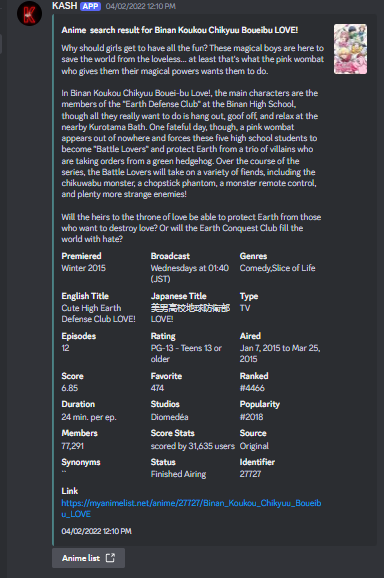 KASH APP 04/02/2022 12:10 PM
Anime search result for Binan Koukou Chikyuu Boueibu LOVE!
Why should girls get to have all the fun? These magical boys are here to
save the world from the loveless... at least that's what the pink wombat
who gives them their magical powers wants them to do.
In Binan Koukou Chikyuu Bouei-bu Love!, the main characters are the
members of the "Earth Defense Club" at the Binan High School,
though all they really want to do is hang out, goof off, and relax at the
nearby Kurotama Bath. One fateful day, though, a pink wombat
appears out of nowhere and forces these five high school students to
become "Battle Lovers" and protect Earth from a trio of villains who
are taking orders from a green hedgehog. Over the course of the
series, the Battle Lovers will take on a variety of fiends, including the
chikuwabu monster, a chopstick phantom, a monster remote control,
and plenty more strange enemies!
Will the heirs to the throne of love be able to protect Earth from those
who want to destroy love? Or will the Earth Conquest Club fill the
world with hate?
Premiered Broadcast Genres
Winter 2015 Wednesdays at 01:40 Comedy,Slice of Life
(JST)
English Title Japanese Title Type
Cute High Earth 美男高校地球防衛部 TV
Defense Club LOVE! LOVE!
Episodes Rating Aired
12 PG-13 - Teens 13 or Jan 7, 2015 to Mar 25,
older 2015
Score Favorite Ranked
6.85 474 #4466
Duration Studios Popularity
24 min. per ep. Diomedéa #2018
Members Score Stats Source
77,291 scored by 31,635 users Original
Synonyms Status Identifier
`` Finished Airing 27727
Link
https://myanimelist.net/anime/27727/Binan_Koukou_Chikyuu_Boueib
u_LOVE
04/02/2022 12:10 PM
Anime list